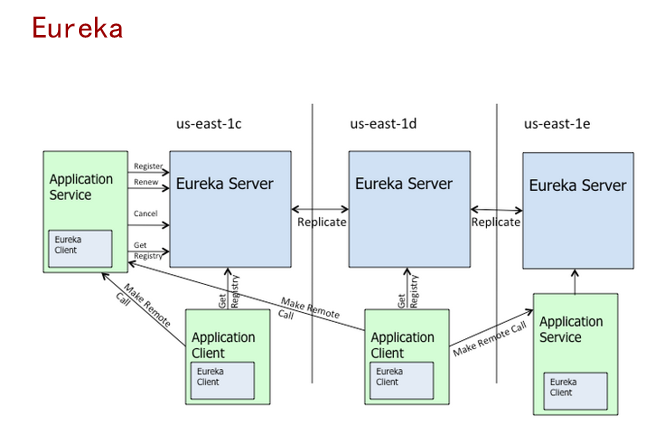 Eureka
us-east-1c
us-east-1d
us-east-1e
Application
Service
Eureka
Client
Register
Renew
Cancel
Get
Registry
Eureka Server
Replicate
Eureka Server
Replicate
Eureka Server
Make Remote
Call
Get
Registry
Make Remote
Call
Get
Registry
Make Remote Call
Application
Client
Eureka
Client
Application
Client
Eureka
Client
Application
Service
Eureka
Client